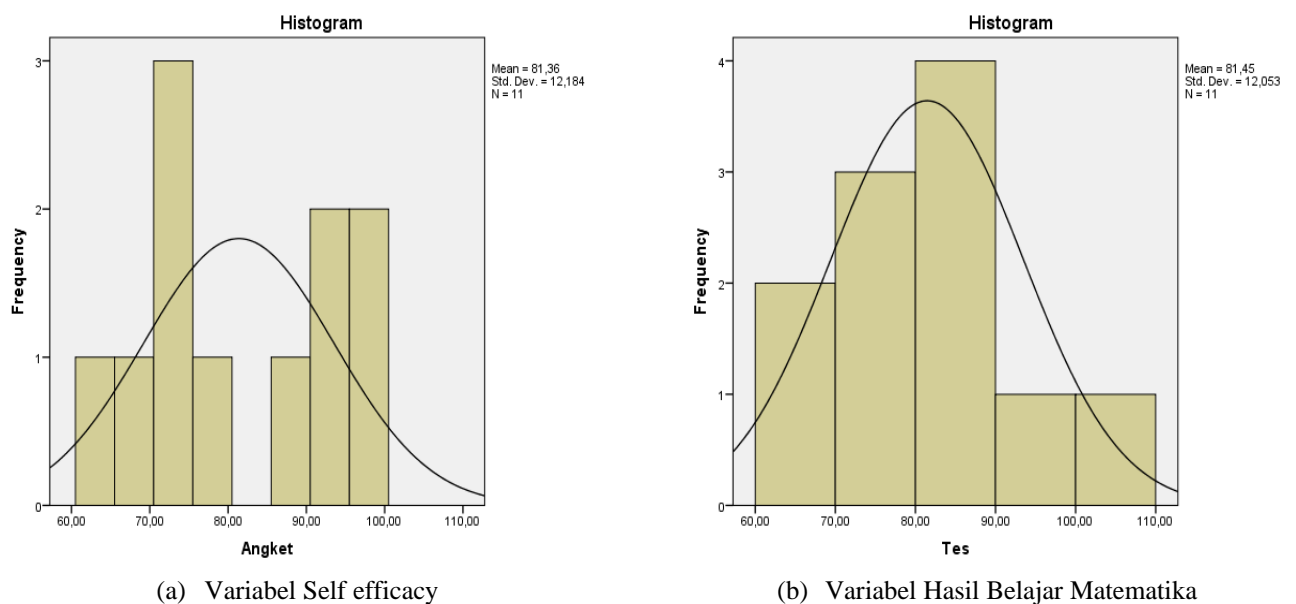 Histogram
Mean = 81,36
Std. Dev. = 12,184
N = 11
3
2
1
0
Frequency
60,00 70,00 80,00 90,00 100,00 110,00
Angket
(a) Variabel Self efficacy
Histogram
Mean = 81,45
Std. Dev. = 12,053
N = 11
4
3
2
1
0
Frequency
60,00 70,00 80,00 90,00 100,00 110,00
Tes
(b) Variabel Hasil Belajar Matematika